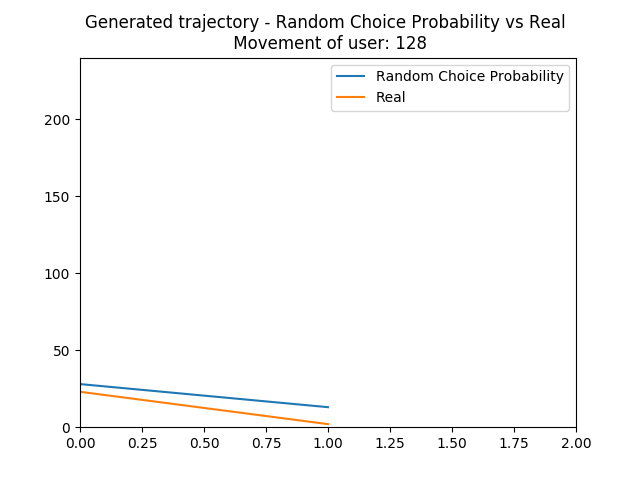 Generated trajectory - Random Choice Probability vs Real
Movement of user: 128
Random Choice Probability
Real
200
150
100
50
0
0.00 0.25 0.50 0.75 1.00 1.25 1.50 1.75 2.00